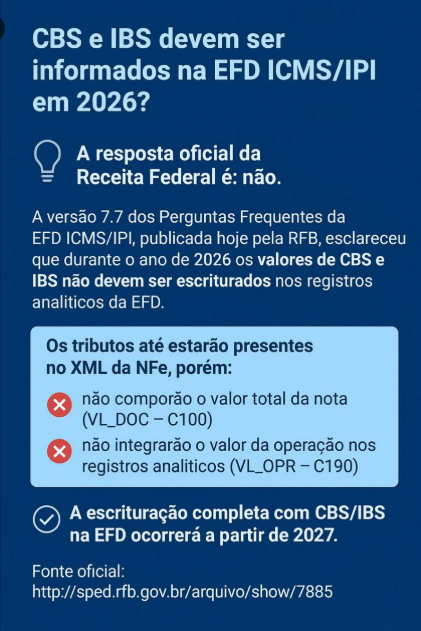 CBS e IBS devem ser
informados na EFD ICMS/IPI
em 2026?
A resposta oficial da
Receita Federal é: não.
A versão 7.7 dos Perguntas Frequentes da
EFD ICMS/IPI, publicada hoje pela RFB, esclareceu
que durante o ano de 2026 os valores de CBS e
IBS não devem ser escriturados nos registros
analiticos da EFD.
Os tributos até estarão presentes
no XML da NFe, porém:
não comporão o valor total da nota
(VL_DOC – C100)
não integrarão o valor da operação nos
registros analiticos (VL_OPR – C190)
A escrituração completa com CBS/IBS
na EFD ocorrerá a partir de 2027.
Fonte oficial:
http://sped.rfb.gov.br/arquivo/show/7885